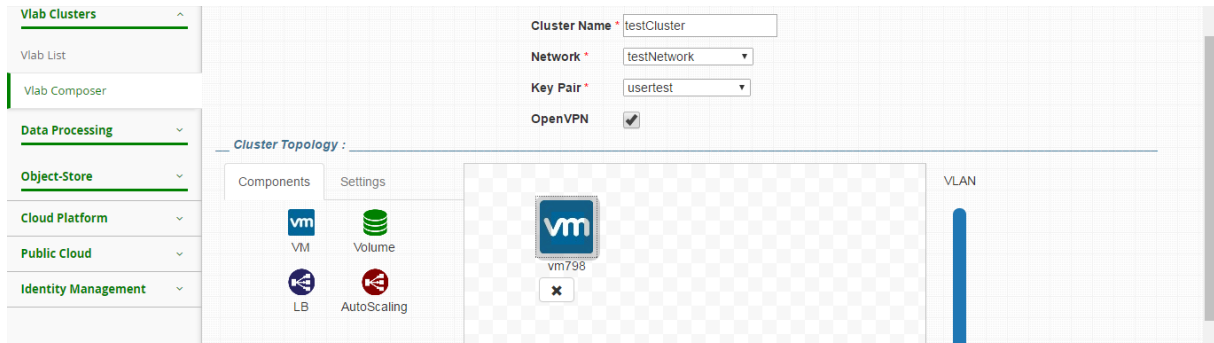 Vlab Clusters
Vlab List
Vlab Composer
Data Processing
Object-Store
Cloud Platform
Public Cloud
Identity Management
Cluster Name * testCluster
Network * testNetwork
Key Pair * usertest
OpenVPN
Cluster Topology :
Components Settings
vm
VM Volume
LB AutoScaling
vm
vm798
VLAN